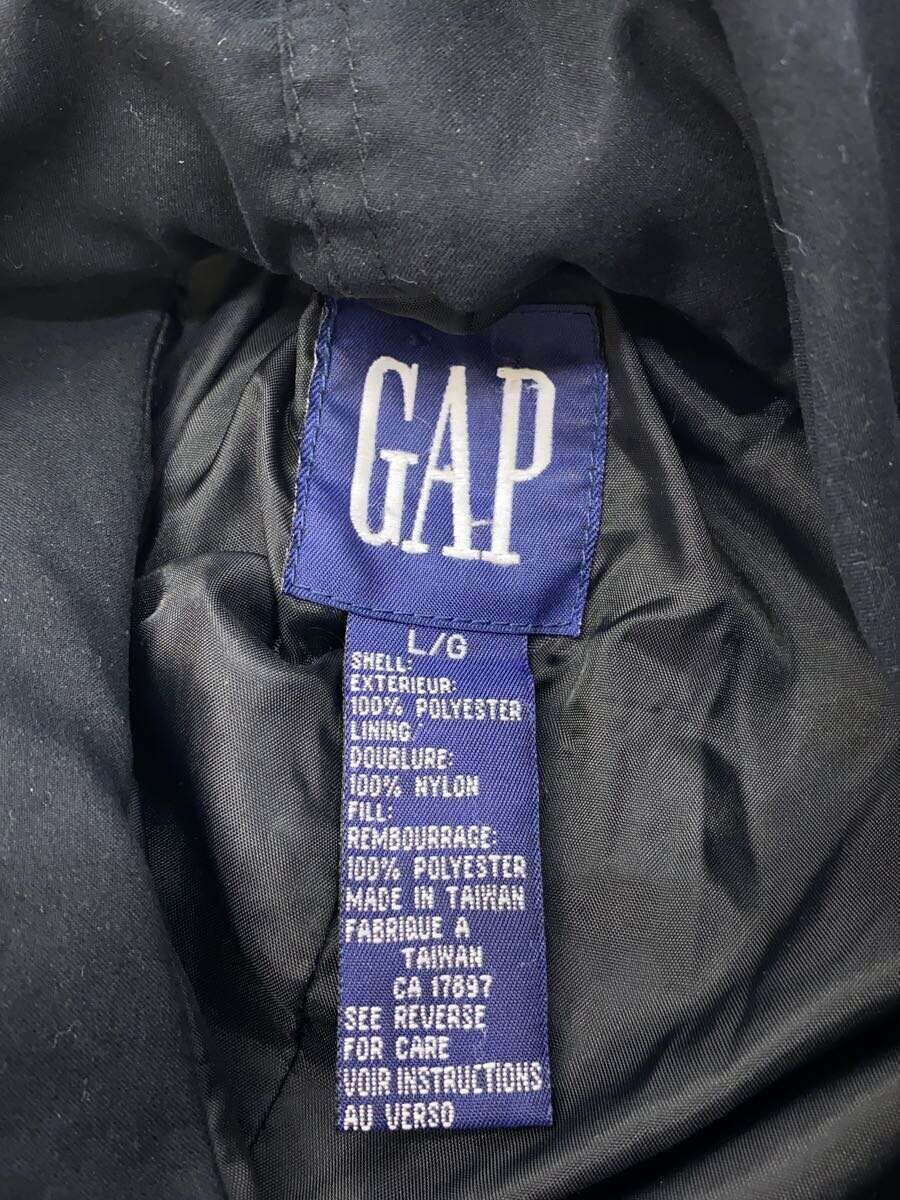 GAP
L/G
SHELL:
EXTERIEUR:
100% POLYESTER
LINING
DOUBLURE:
100% NYLON
FILL:
REMBOURRAGE:
100% POLYESTER
MADE IN TAIWAN
FABRIQUE A
TAIWAN
CA 17897
SEE REVERSE
FOR CARE
VOIR INSTRUCTIONS
AU VERSO